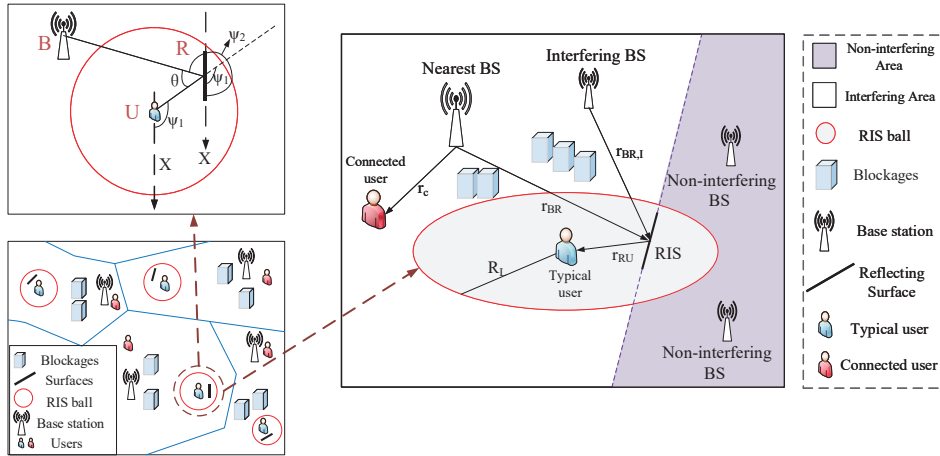 B
R
ψ2
θ
ψ1
U
ψ1
X
X
Blockages
Surfaces
RIS ball
Base station
Users
Nearest BS
Interfering BS
Connected
user
rc
rBR,I
rBR
Non-interfering
BS
rRU
RIS
RL
Typical
user
Non-interfering
BS
Non-interfering
Area
Interfering Area
RIS ball
Blockages
Base station
Reflecting
Surface
Typical user
Connected user